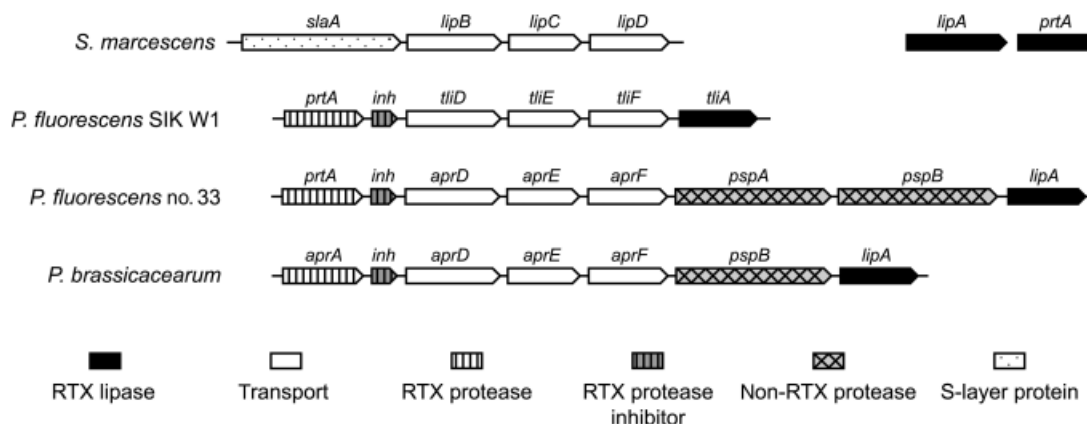 slaA lipB lipC lipD lipA prtA
S. marcescens
prtA inh tliD tliE tliF tliA
P. fluorescens SIK W1
prtA inh aprD aprE aprF pspA pspB lipA
P. fluorescens no. 33
aprA inh aprD aprE aprF pspB lipA
P. brassicacearum
RTX lipase Transport RTX protease RTX protease Non-RTX protease S-layer protein
inhibitor